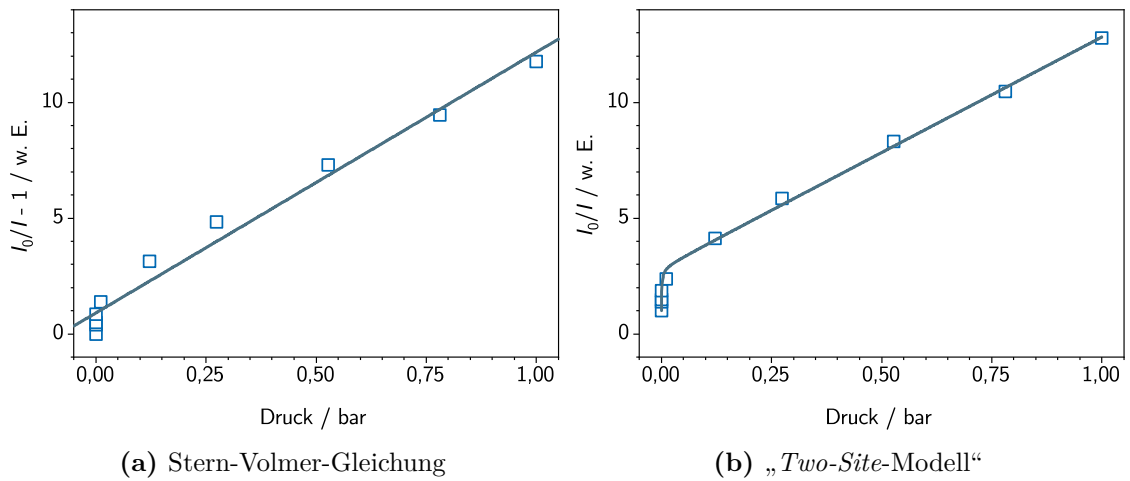 10
5
0
I₀/I - 1 / w. E.
0,00 0,25 0,50 0,75 1,00
Druck / bar
(a) Stern-Volmer-Gleichung
10
5
0
I₀/I / w. E.
0,00 0,25 0,50 0,75 1,00
Druck / bar
(b) „Two-Site-Modell“